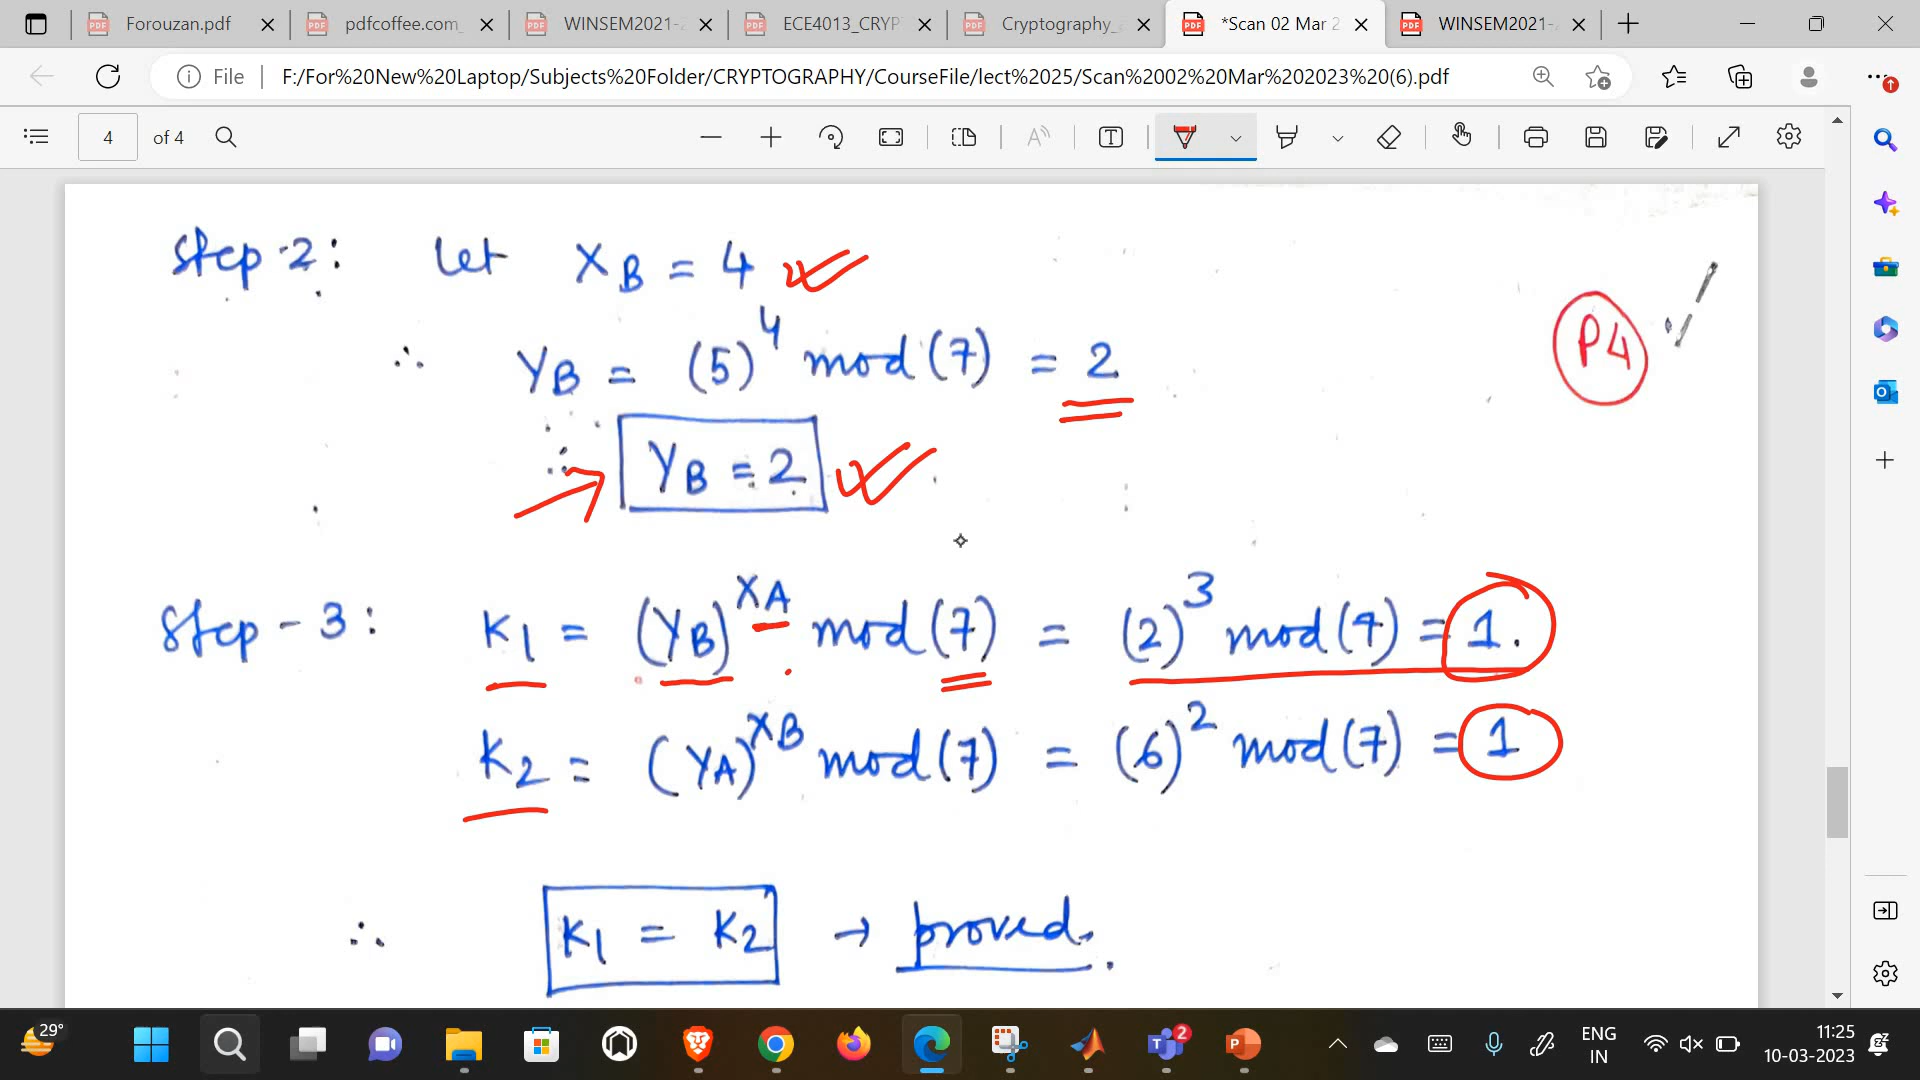 Forouzan.pdf
pdfcoffee.com_
WINSEM2021-
ECE4013_CRYP
Cryptography_
*Scan 02 Mar 2
WINSEM2021-
File F:/For%20New%20Laptop/Subjects%20Folder/CRYPTOGRAPHY/CourseFile/lect%2025/Scan%2002%20Mar%202023%20(6).pdf
4 of 4
Step-2: Let X_B = 4
P4
∴ Y_B = (5)^4 mod(7) = 2
∴ Y_B = 2
Step-3: K_1 = (Y_B)^X_A mod(7) = (2)^3 mod(7) = 1.
K_2 = (Y_A)^X_B mod(7) = (6)^2 mod(7) = 1
∴ K_1 = K_2 → proved.
29°
2
ENG
IN
11:25
10-03-2023